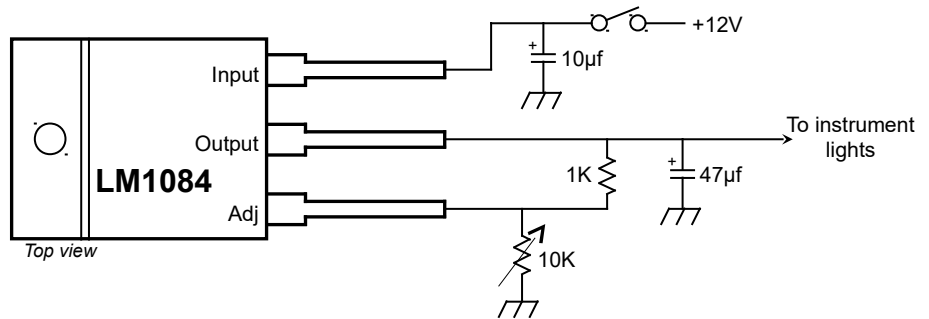 +12V
+
10µf
Input
To instrument
lights
Output
1K
+
47µf
LM1084
Adj
Top view
10K